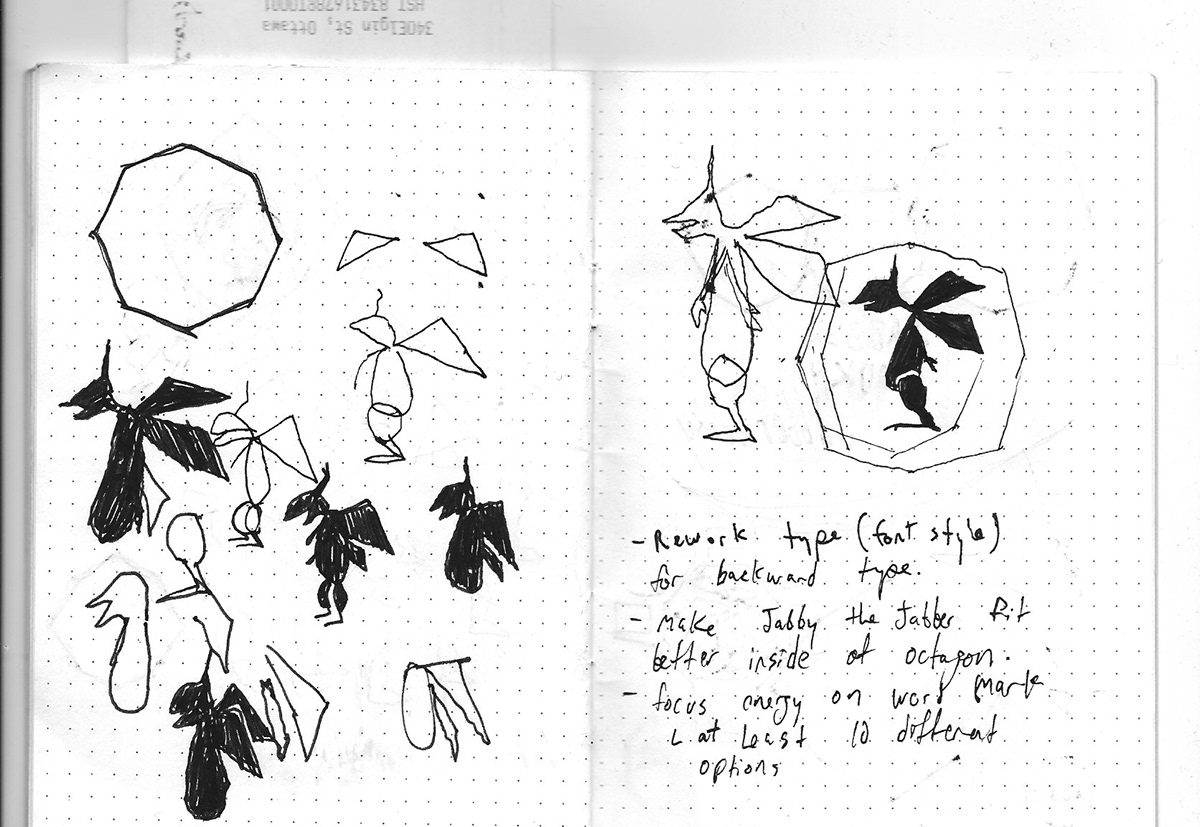 340Elgin St, Ottawa
HST 834316788RT0001
- Rework type (font style)
for backward type.
- Make Jabby the Jabber Fit
better inside of octagon.
- focus energy on word mark
L at least 10 different
options